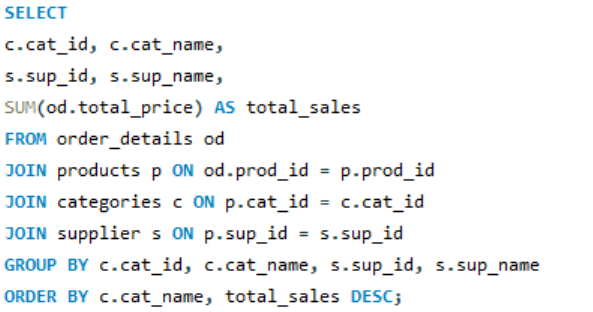 SELECT
c.cat_id, c.cat_name,
s.sup_id, s.sup_name,
SUM(od.total_price) AS total_sales
FROM order_details od
JOIN products p ON od.prod_id = p.prod_id
JOIN categories c ON p.cat_id = c.cat_id
JOIN supplier s ON p.sup_id = s.sup_id
GROUP BY c.cat_id, c.cat_name, s.sup_id, s.sup_name
ORDER BY c.cat_name, total_sales DESC;